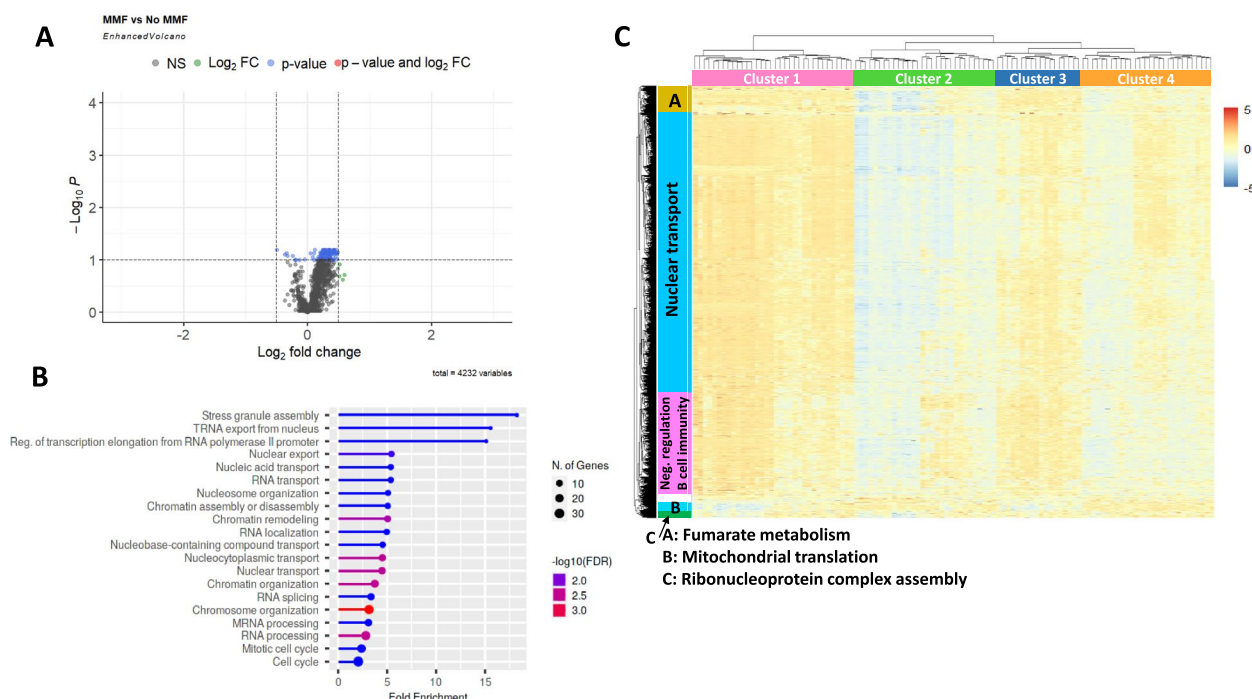 A
MMF vs No MMF
EnhancedVolcano
NS Log2 FC p-value p – value and log2 FC
4
3
2
1
0
– Log10 P
-2 0 2
Log2 fold change
total = 4232 variables
B
Stress granule assembly
TRNA export from nucleus
Reg. of transcription elongation from RNA polymerase II promoter
Nuclear export
Nucleic acid transport
RNA transport
Nucleosome organization
Chromatin assembly or disassembly
Chromatin remodeling
RNA localization
Nucleobase-containing compound transport
Nucleocytoplasmic transport
Nuclear transport
Chromatin organization
RNA splicing
Chromosome organization
MRNA processing
RNA processing
Mitotic cell cycle
Cell cycle
0 5 10 15
Fold Enrichment
N. of Genes
10
20
30
-log10(FDR)
2.0
2.5
3.0
C
Cluster 1 Cluster 2 Cluster 3 Cluster 4
A
Nuclear transport
Neg. regulation
B cell immunity
B
C
5
0
-5
A: Fumarate metabolism
B: Mitochondrial translation
C: Ribonucleoprotein complex assembly